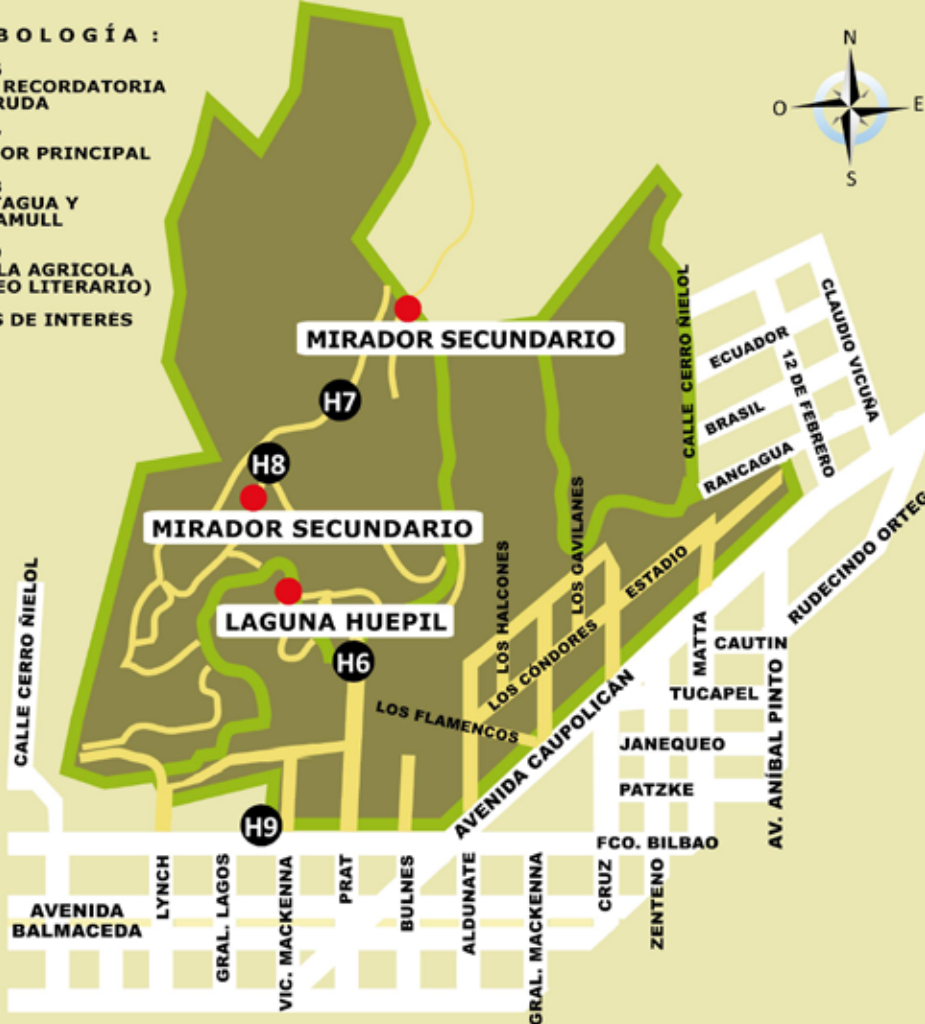 BOLOGÍA :
RECORDATORIA
RUDA
OR PRINCIPAL
TAGUA Y
AMULL
LA AGRICOLA
EO LITERARIO)
S DE INTERÉS
N
O
E
S
MIRADOR SECUNDARIO
H7
H8
MIRADOR SECUNDARIO
LAGUNA HUEPIL
H6
H9
CALLE CERRO ÑIELOL
ECUADOR
BRASIL
RANCAGUA
12 DE FEBRERO
CLAUDIO VICUÑA
RUDECINDO ORTEG
LOS HALCONES
LOS GAVILANES
ESTADIO
LOS CÓNDORES
LOS FLAMENCOS
AVENIDA CAUPOLICÁN
MATTA
CAUTIN
TUCAPEL
JANEQUEO
PATZKE
FCO. BILBAO
AV. ANÍBAL PINTO
CALLE CERRO ÑIELOL
AVENIDA
BALMACEDA
LYNCH
GRAL. LAGOS
VIC. MACKENNA
PRAT
BULNES
ALDUNATE
GRAL. MACKENNA
CRUZ
ZENTENO